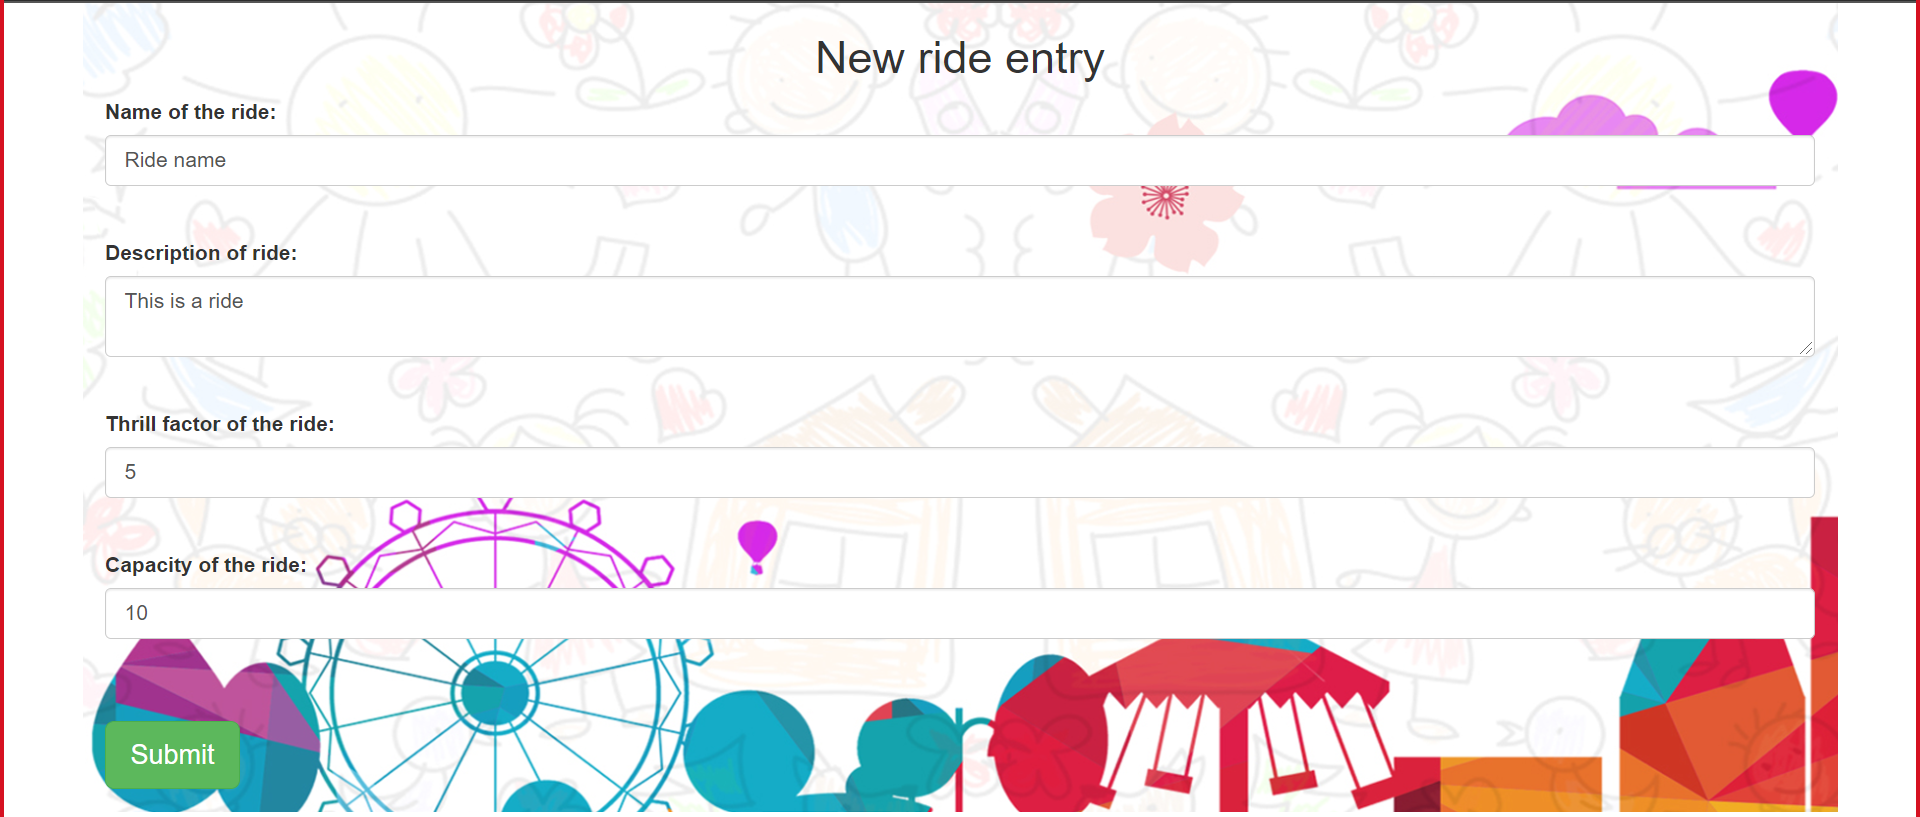 New ride entry
Name of the ride:
Ride name
Description of ride:
This is a ride
Thrill factor of the ride:
5
Capacity of the ride:
10
Submit